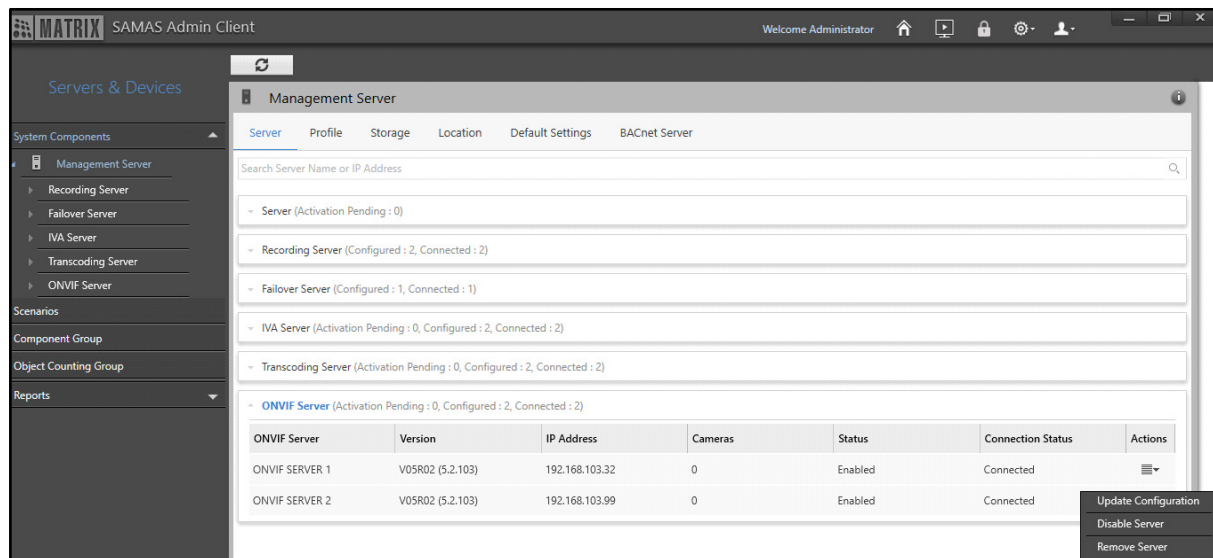 MATRIX SAMAS Admin Client
Welcome Administrator
Servers & Devices
System Components
Management Server
Recording Server
Failover Server
IVA Server
Transcoding Server
ONVIF Server
Scenarios
Component Group
Object Counting Group
Reports
Management Server
Server Profile Storage Location Default Settings BACnet Server
Search Server Name or IP Address
Server (Activation Pending : 0)
Recording Server (Configured : 2, Connected : 2)
Failover Server (Configured : 1, Connected : 1)
IVA Server (Activation Pending : 0, Configured : 2, Connected : 2)
Transcoding Server (Activation Pending : 0, Configured : 2, Connected : 2)
ONVIF Server (Activation Pending : 0, Configured : 2, Connected : 2)
ONVIF Server Version IP Address Cameras Status Connection Status Actions
ONVIF SERVER 1 V05R02 (5.2.103) 192.168.103.32 0 Enabled Connected
ONVIF SERVER 2 V05R02 (5.2.103) 192.168.103.99 0 Enabled Connected
Update Configuration
Disable Server
Remove Server